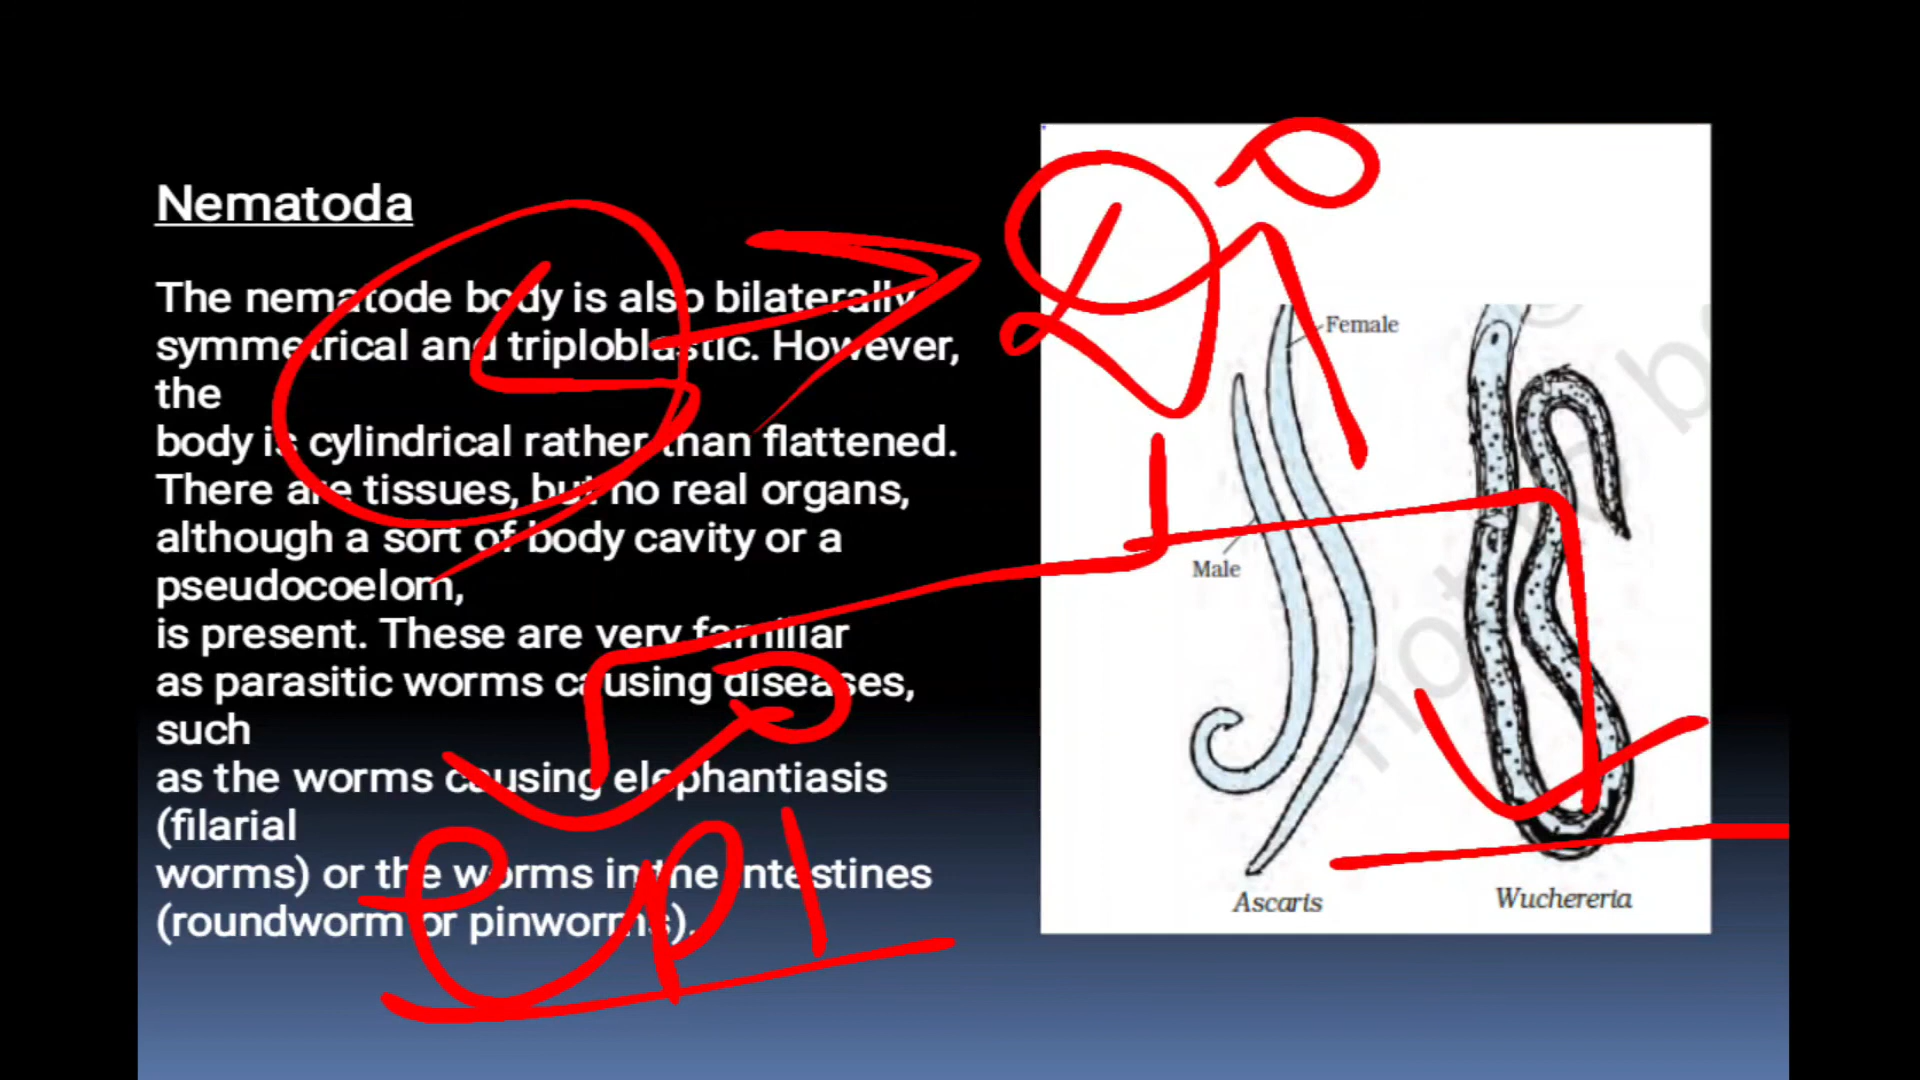 Nematoda
The nematode body is also bilaterally
symmetrical and triploblastic. However,
the
body is cylindrical rather than flattened.
There are tissues, but no real organs,
although a sort of body cavity or a
pseudocoelom,
is present. These are very familiar
as parasitic worms causing diseases,
such
as the worms causing elephantiasis
(filarial
worms) or the worms in the intestines
(roundworm or pinworms).
epi
Female
Male
Ascaris
Wuchereria